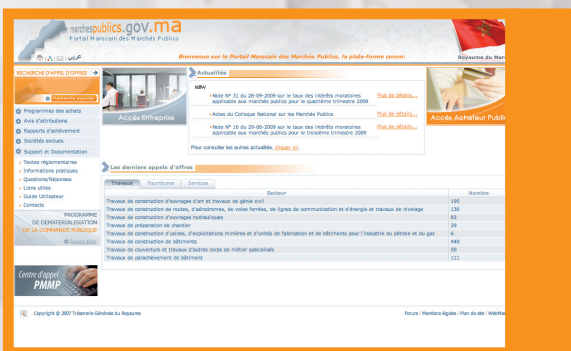 marchespublics.gov.ma
Portail Marocain des Marchés Publics
عربي
Bienvenue sur le Portail Marocain des Marchés Publics, la plate-forme comm
Royaume du Mar
RECHERCHE D'APPEL D'OFFRES
Recherche avancée
Programmes des achats
Avis d'attributions
Rapports d'achèvement
Sociétés exclues
Support et Documentation
Textes réglementaires
Informations pratiques
Questions/Réponses
Liens utiles
Guide Utilisateur
Contacts
PROGRAMME
DE DEMATERIALISATION
DE LA COMMANDE PUBLIQUE
Savoir plus
Centre d'appel
PMMP
Accès Entreprise
Actualités
NEW
Note N° 31 du 28-09-2009 sur le taux des intérêts moratoires Plus de détails...
applicable aux marchés publics pour le quatrième trimestre 2009
Actes du Colloque National sur les Marchés Publics Plus de détails...
Note N° 16 du 29-06-2009 sur le taux des intérêts moratoires Plus de détails...
applicable aux marchés publics pour le troisième trimestre 2009
Pour consulter les autres actualités, cliquer ici.
Accès Acheteur Publi
Les derniers appels d'offres
Travaux Fournitures Services
Secteur Nombre
Travaux de construction d'ouvrages d'art et travaux de génie civil 195
Travaux de construction de routes, d'aérodromes, de voies ferrées, de lignes de communication et d'énergie et travaux de nivelage 130
Travaux de construction d'ouvrages hydrauliques 83
Travaux de préparation de chantier 29
Travaux de construction d'usines, d'exploitations minières et d'unités de fabrication et de bâtiments pour l'industrie du pétrole et du gaz 6
Travaux de construction de bâtiments 440
Travaux de couverture et travaux d'autres corps de métier spécialisés 50
Travaux de parachèvement de bâtiment 111
Copyright @ 2007 Trésorerie Générale du Royaume
Forum | Mentions légales | Plan de site | WebMas